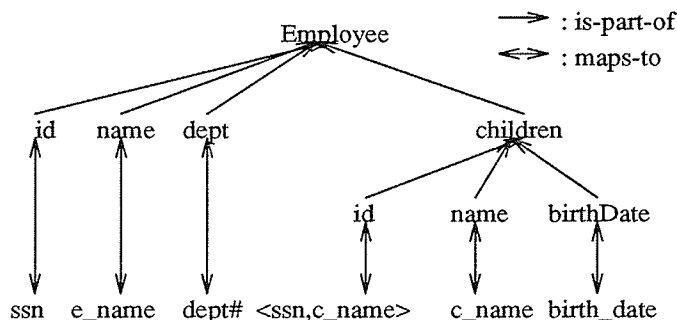 Employee
: is-part-of
: maps-to
id name dept children
id name birthDate
ssn e_name dept# <ssn,c_name> c_name birth_date